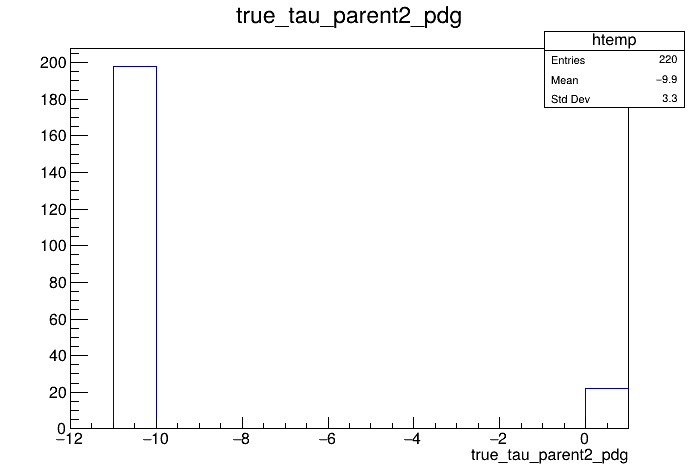 true_tau_parent2_pdg
htemp
Entries 220
Mean −9.9
Std Dev 3.3
200
180
160
140
120
100
80
60
40
20
0
−12 −10 −8 −6 −4 −2 0
true_tau_parent2_pdg